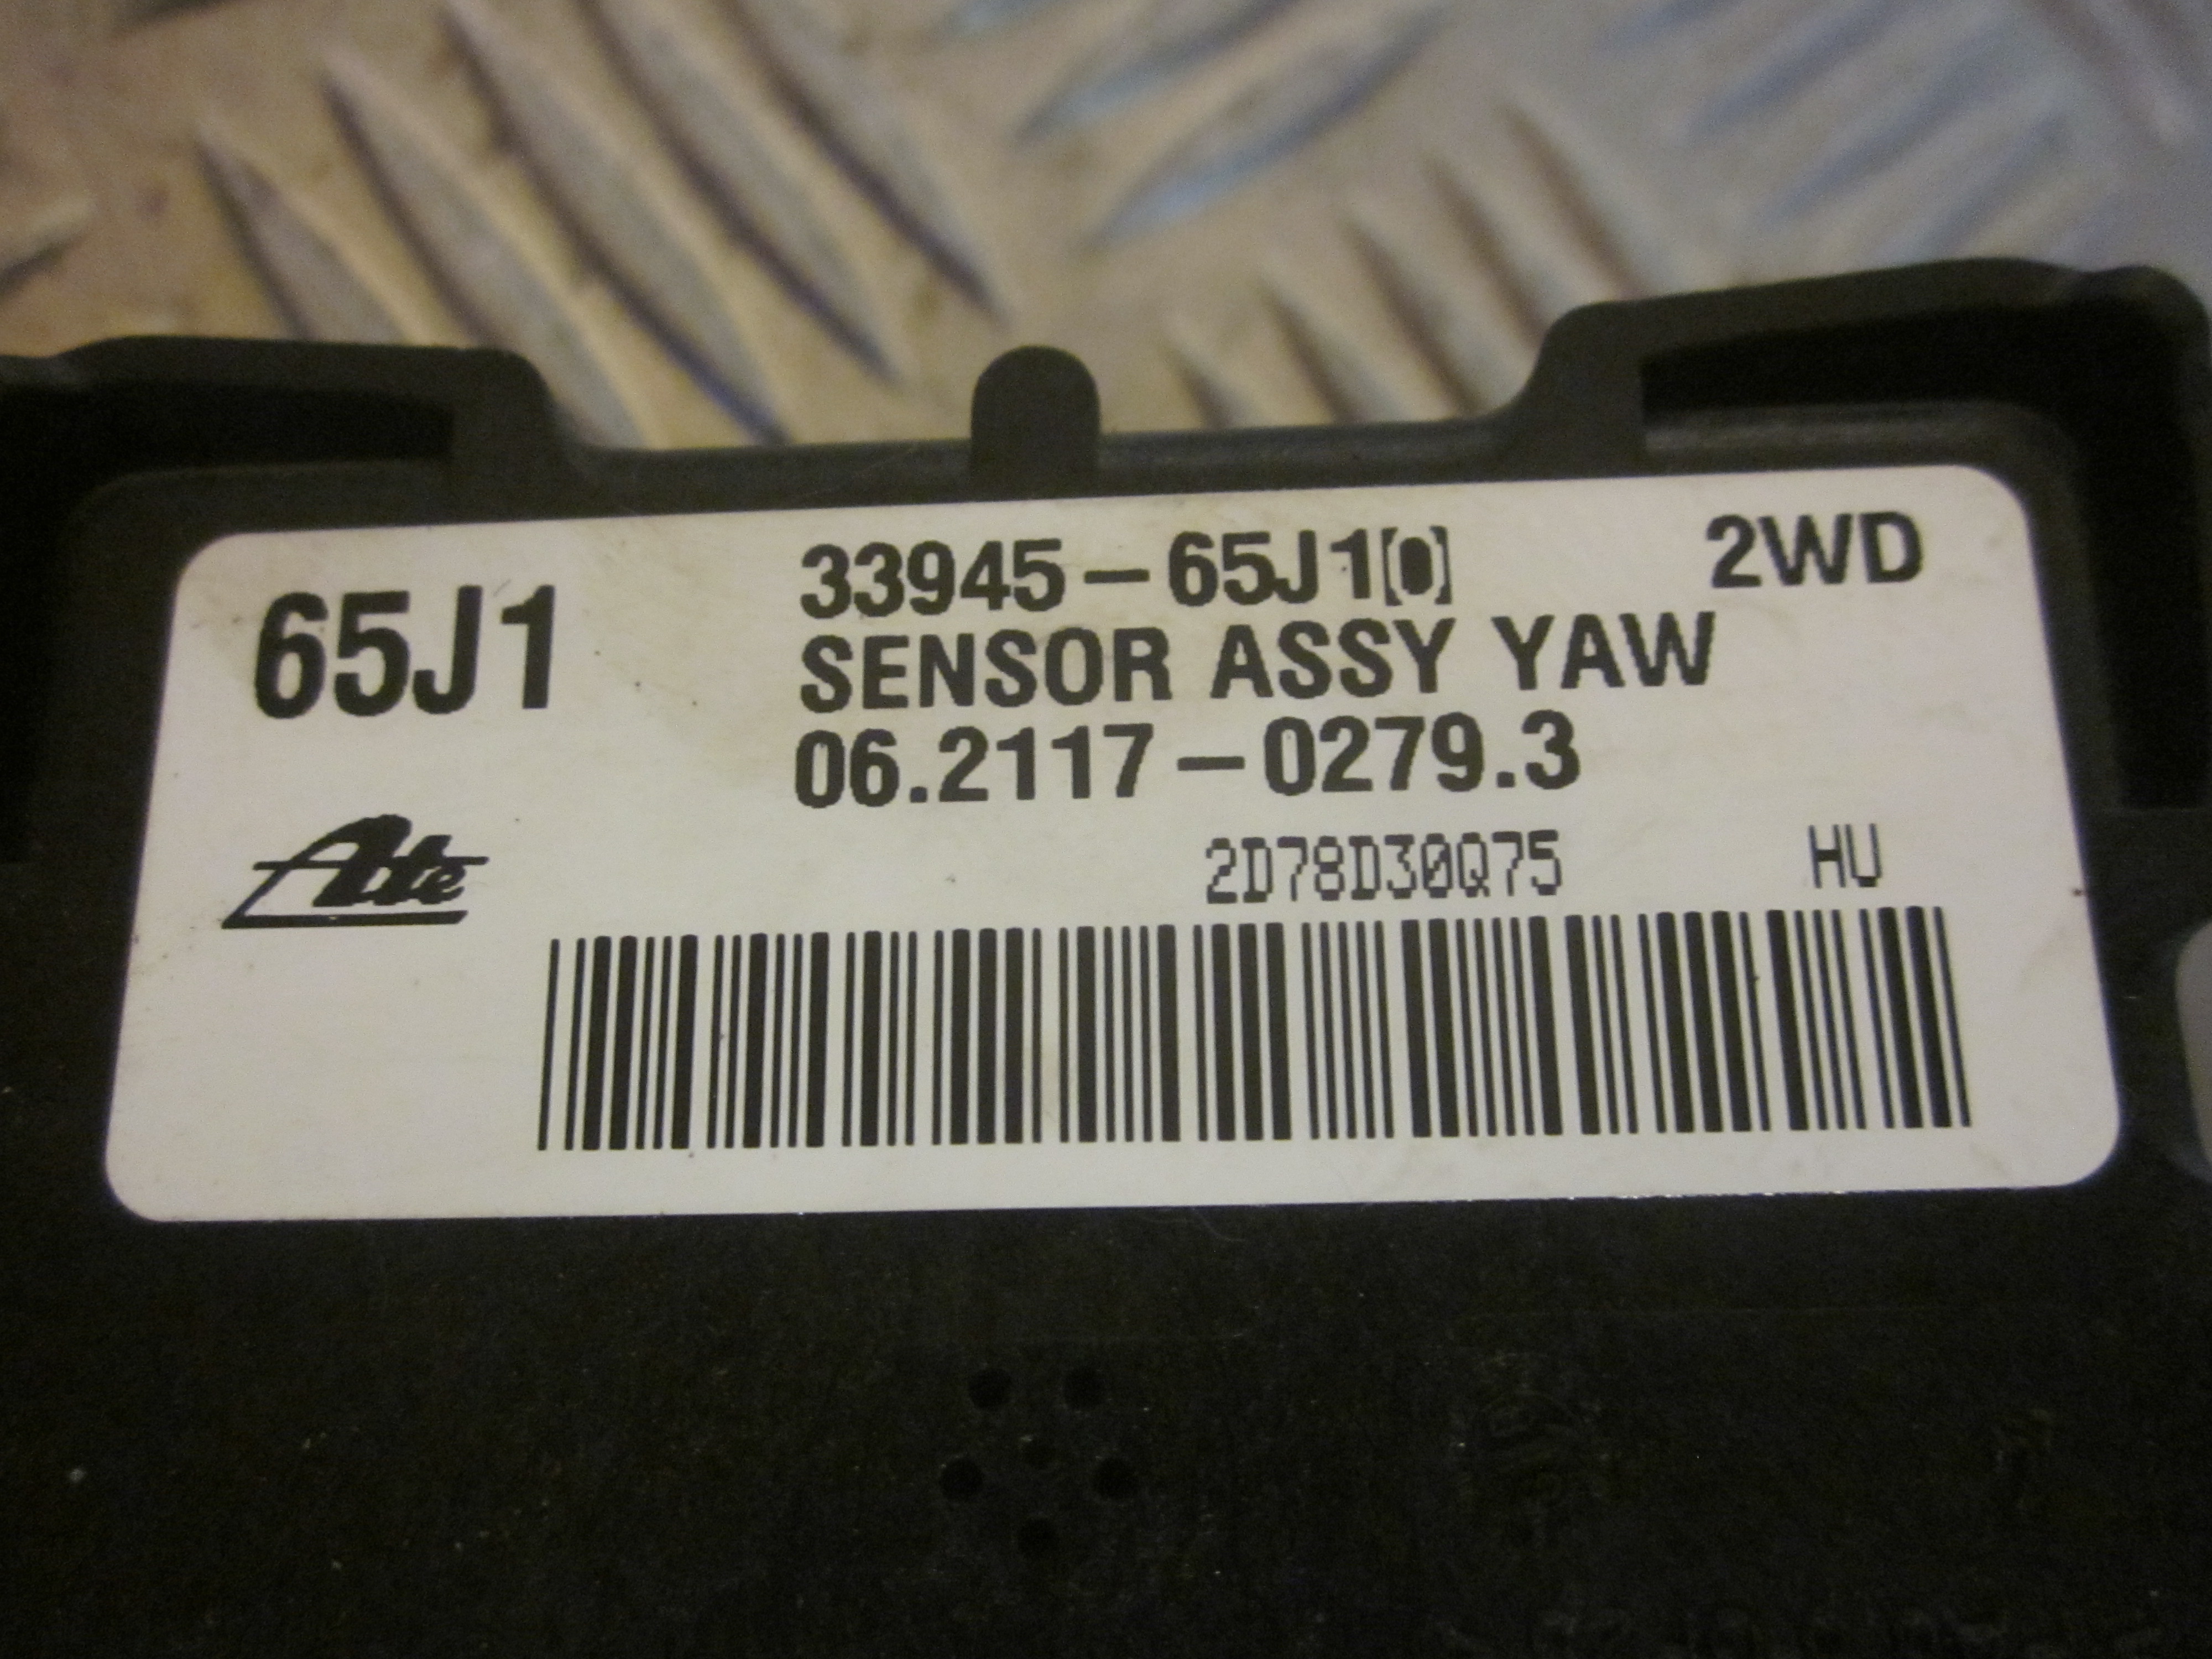 33945-65J1[0] 2WD
65J1
SENSOR ASSY YAW
06.2117-0279.3
Ate
2D78D30Q75 HU